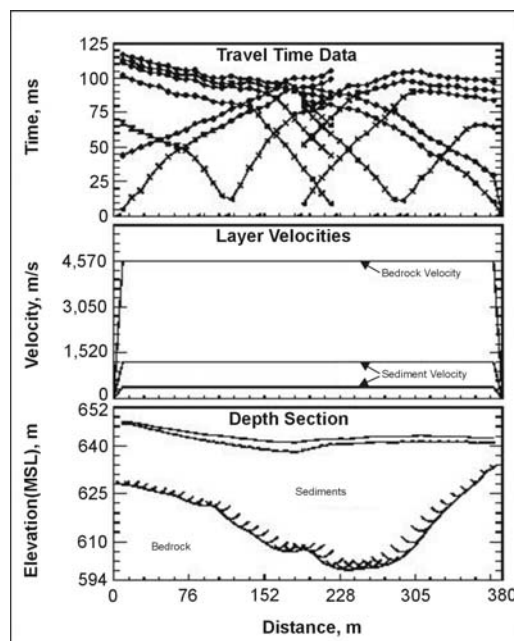 Travel Time Data
Time, ms
125
100
75
50
25
0
Layer Velocities
Velocity, m/s
4,570
3,050
1,520
0
Bedrock Velocity
Sediment Velocity
Depth Section
Elevation(MSL), m
652
640
625
610
594
Sediments
Bedrock
0 76 152 228 305 380
Distance, m